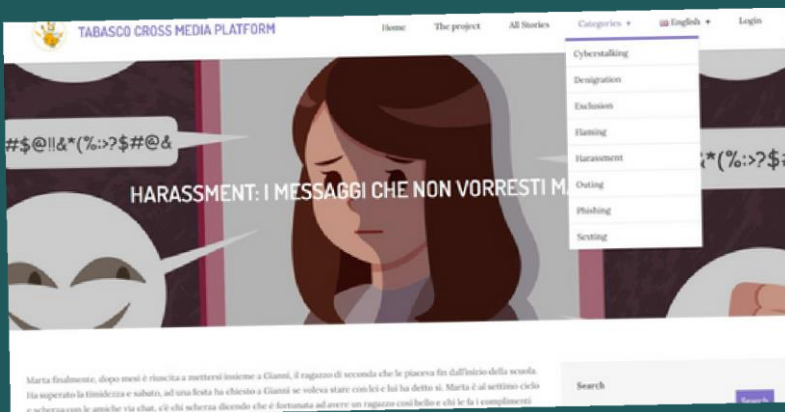 TABASCO CROSS MEDIA PLATFORM
Home The project All Stories Categories + English + Login
Cyberstalking
Denigration
Exclusion
Flaming
Harassment
Outing
Phishing
Sexting
#$@!!&*(%:>?$#@&
*(%:>?$#
HARASSMENT: I MESSAGGI CHE NON VORRESTI M
Marta finalmente, dopo mesi è riuscita a mettersi insieme a Gianni, il ragazzo di seconda che le piaceva fin dall'inizio della scuola.
Ha superato la timidezza e sabato, ad una festa ha chiesto a Gianni se voleva stare con lei e lui ha detto sì. Marta è al settimo cielo
e scherza con le amiche via chat, c'è chi scherza dicendo che è fortunata ad avere un ragazzo così bello e chi le fa i complimenti
Search
Search